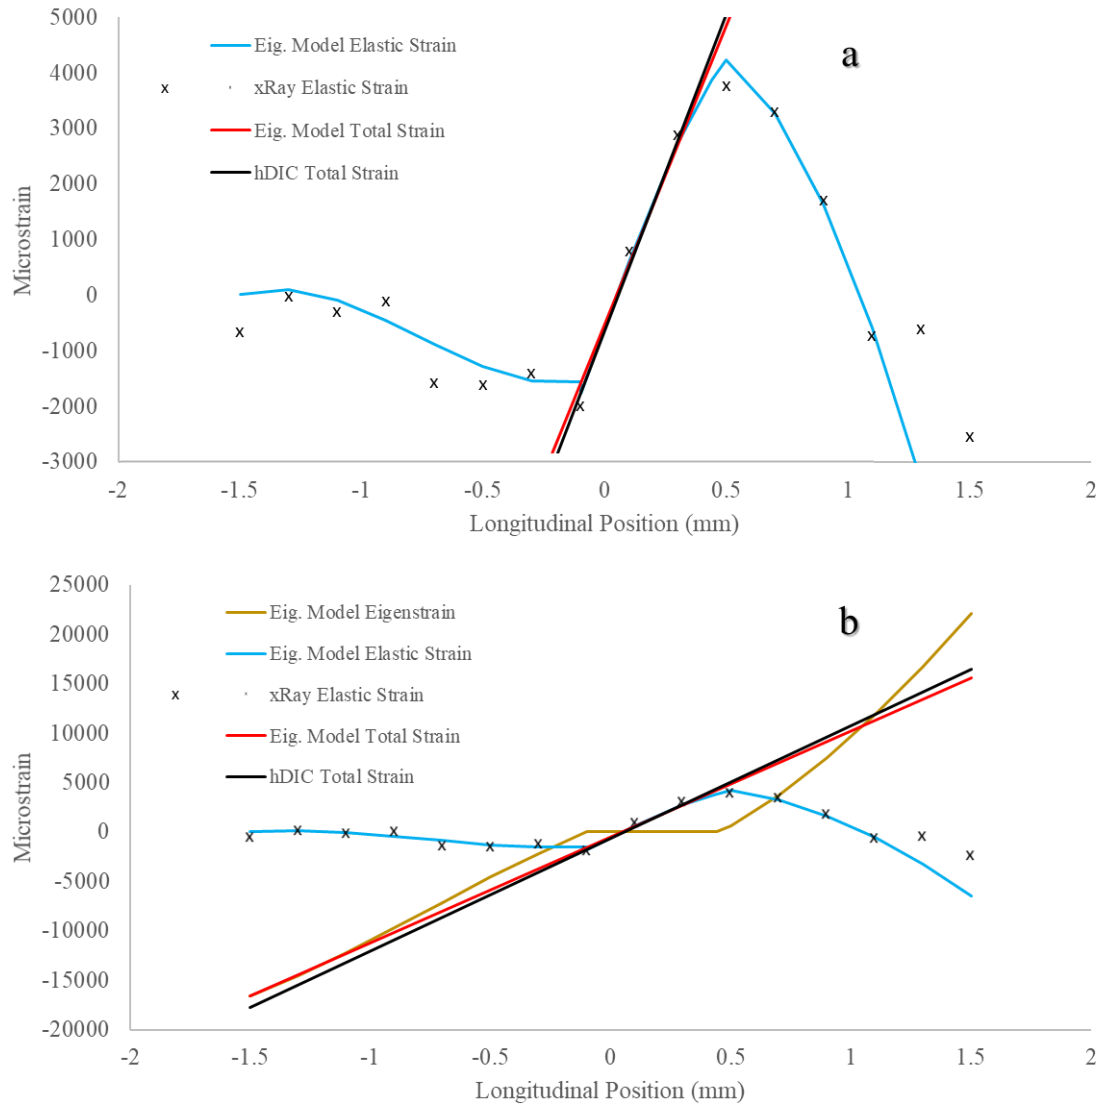 5000
4000
3000
2000
1000
0
-1000
-2000
-3000
Microstrain
Eig. Model Elastic Strain
x xRay Elastic Strain
Eig. Model Total Strain
hDIC Total Strain
a
-2 -1.5 -1 -0.5 0 0.5 1 1.5 2
Longitudinal Position (mm)
25000
20000
15000
10000
5000
0
-5000
-10000
-15000
-20000
Microstrain
Eig. Model Eigenstrain
Eig. Model Elastic Strain
x xRay Elastic Strain
Eig. Model Total Strain
hDIC Total Strain
b
-2 -1.5 -1 -0.5 0 0.5 1 1.5 2
Longitudinal Position (mm)